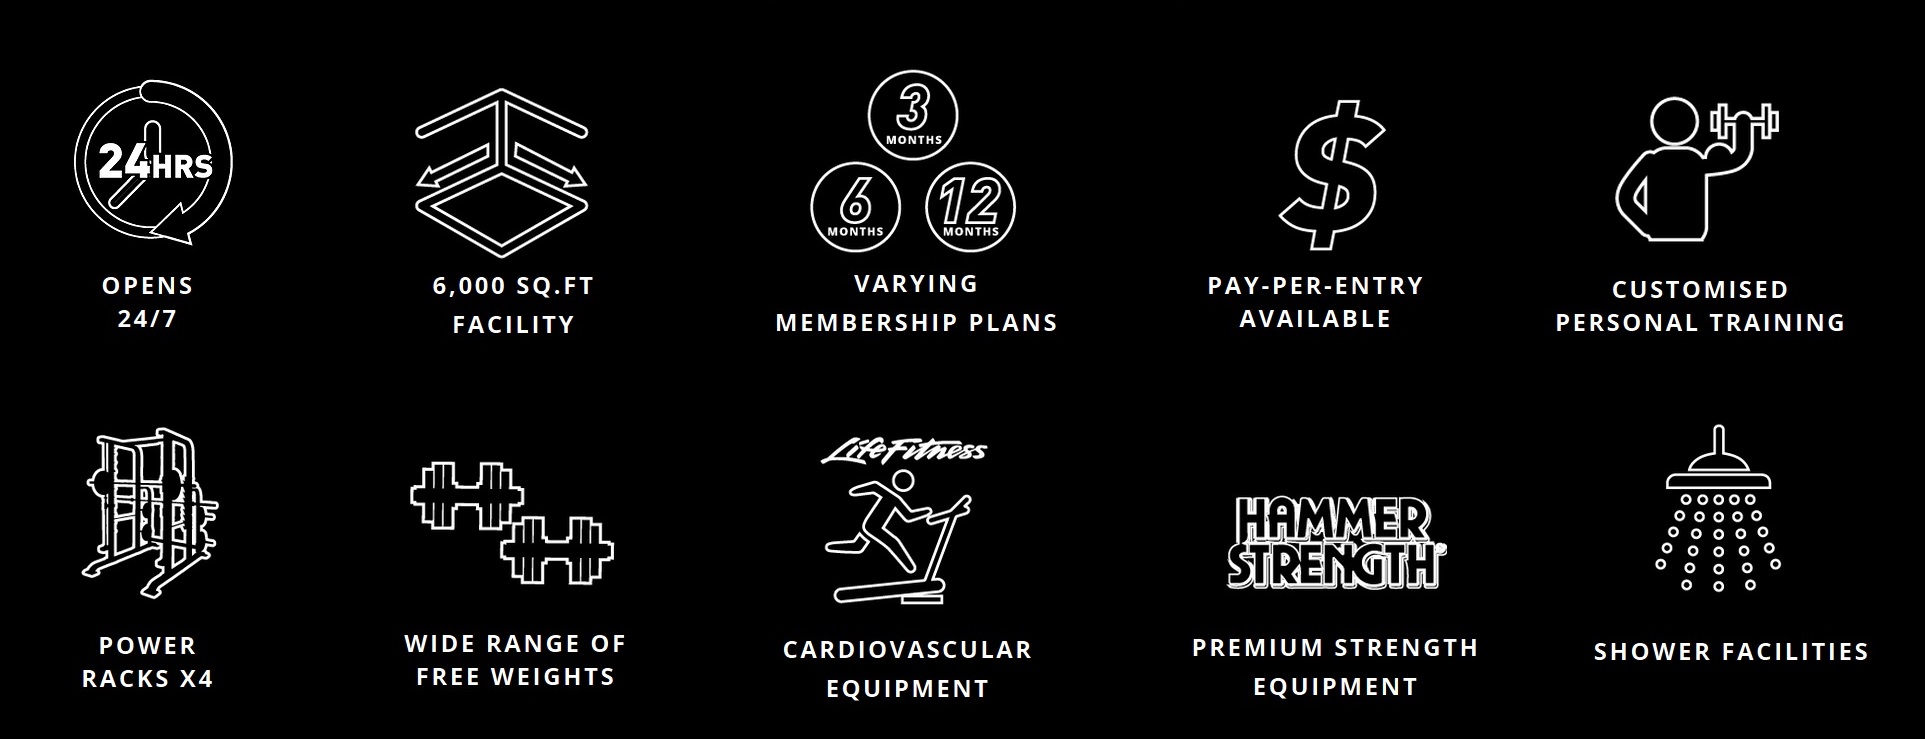 24HRS
OPENS
24/7
6,000 SQ.FT
FACILITY
3
MONTHS
6
MONTHS
12
MONTHS
VARYING
MEMBERSHIP PLANS
$
PAY-PER-ENTRY
AVAILABLE
CUSTOMISED
PERSONAL TRAINING
POWER
RACKS X4
WIDE RANGE OF
FREE WEIGHTS
LifeFitness
CARDIOVASCULAR
EQUIPMENT
HAMMER
STRENGTH®
PREMIUM STRENGTH
EQUIPMENT
SHOWER FACILITIES